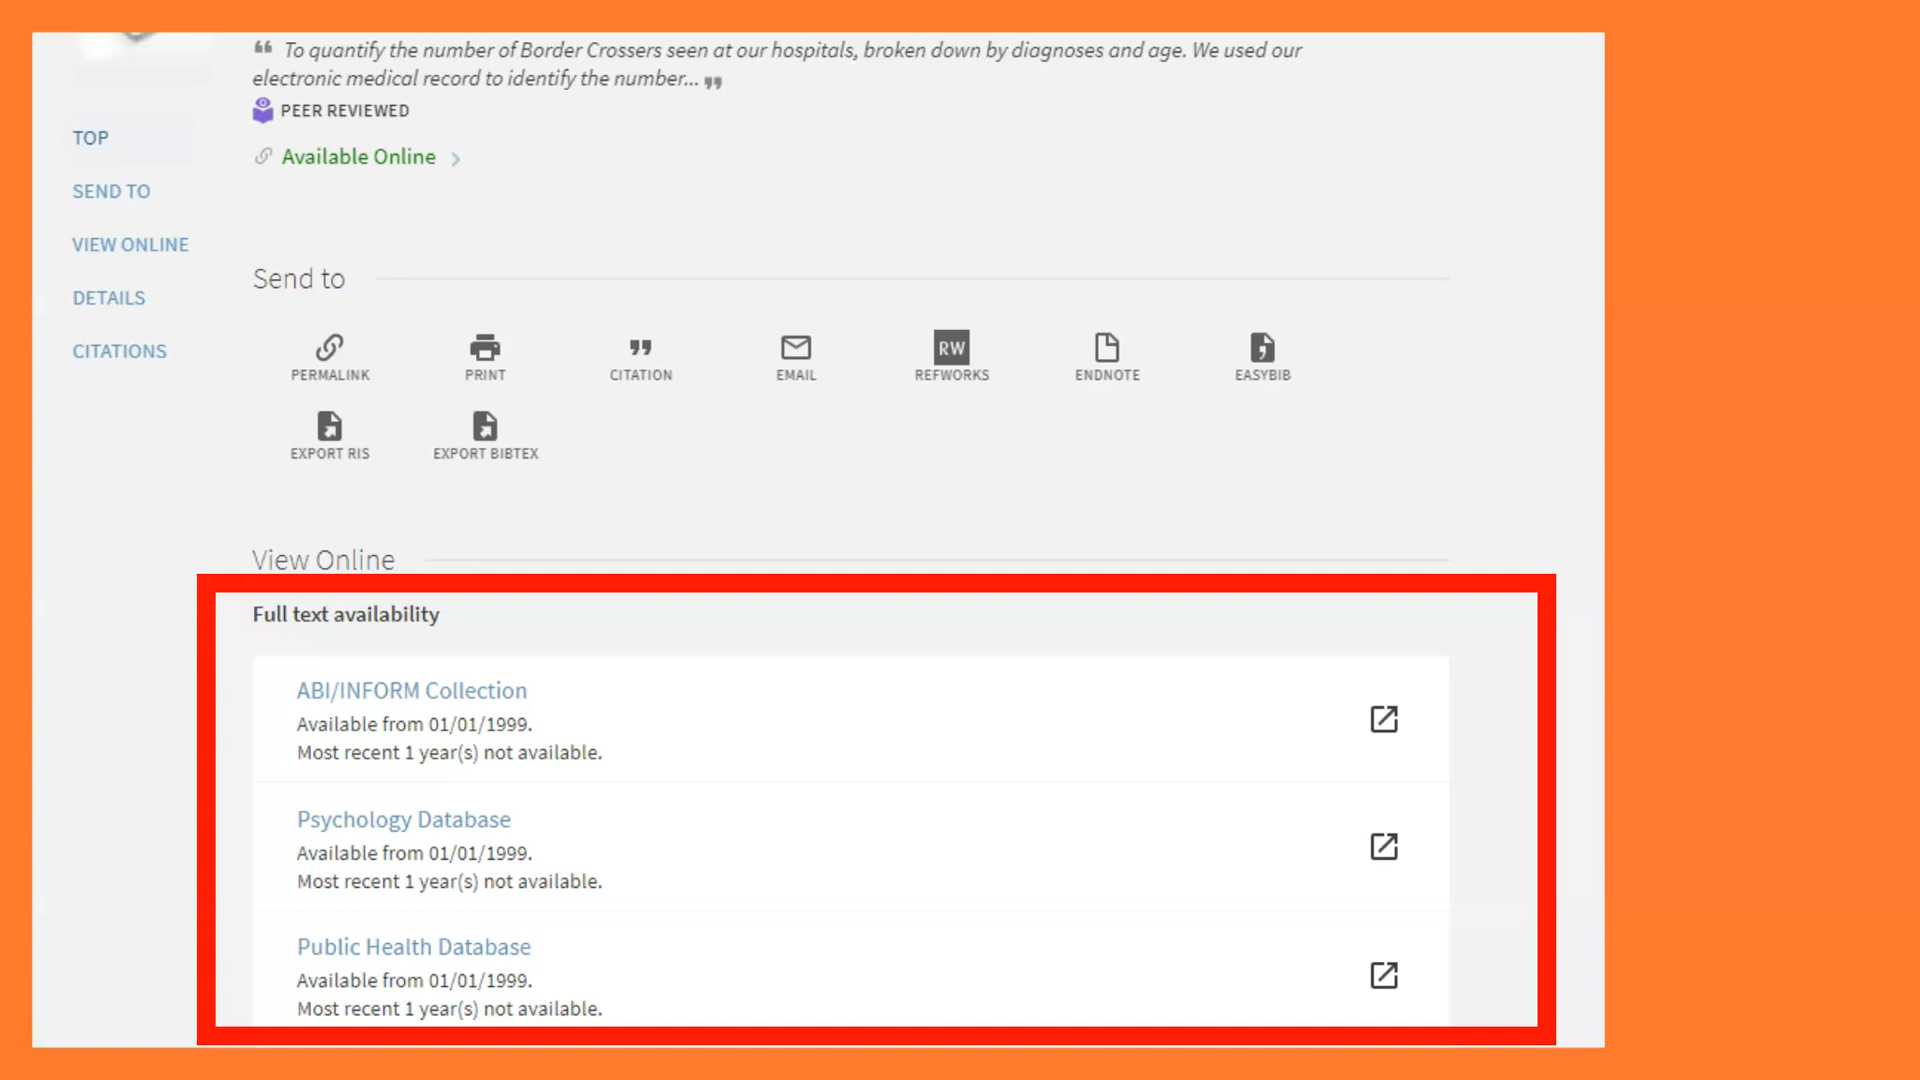 ❝ To quantify the number of Border Crossers seen at our hospitals, broken down by diagnoses and age. We used our
electronic medical record to identify the number... ❞
PEER REVIEWED
Available Online
TOP
SEND TO
VIEW ONLINE
DETAILS
CITATIONS
Send to
PERMALINK PRINT CITATION EMAIL RW REFWORKS ENDNOTE EASYBIB
EXPORT RIS EXPORT BIBTEX
View Online
Full text availability
ABI/INFORM Collection
Available from 01/01/1999.
Most recent 1 year(s) not available.
Psychology Database
Available from 01/01/1999.
Most recent 1 year(s) not available.
Public Health Database
Available from 01/01/1999.
Most recent 1 year(s) not available.